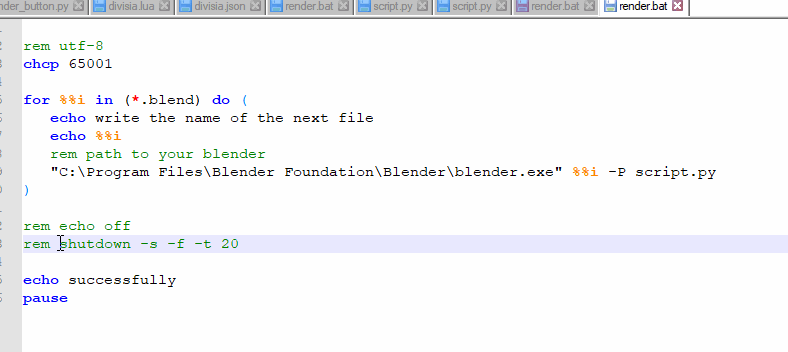 nder_button.py divisia.lua divisia.json render.bat script.py script.py render.bat render.bat
rem utf-8
chcp 65001
for %%i in (*.blend) do (
echo write the name of the next file
echo %%i
rem path to your blender
"C:\Program Files\Blender Foundation\Blender\blender.exe" %%i -P script.py
)
rem echo off
rem shutdown -s -f -t 20
echo successfully
pause